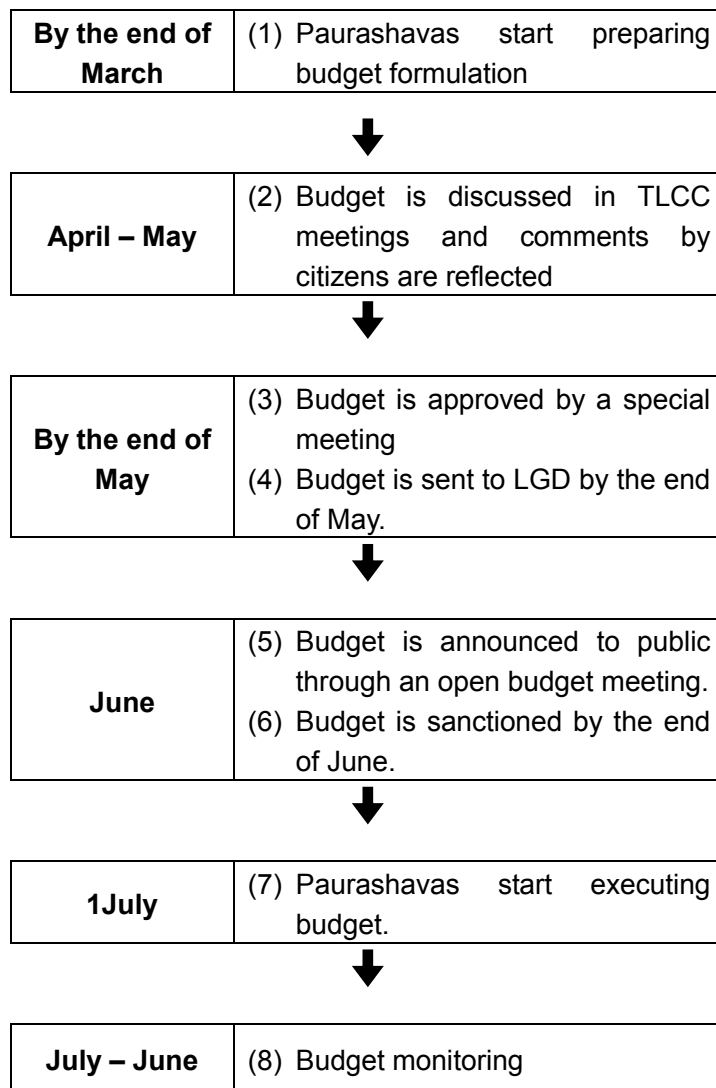 By the end of
March
(1) Paurashavas start preparing
budget formulation
April – May
(2) Budget is discussed in TLCC
meetings and comments by
citizens are reflected
By the end of
May
(3) Budget is approved by a special
meeting
(4) Budget is sent to LGD by the end
of May.
June
(5) Budget is announced to public
through an open budget meeting.
(6) Budget is sanctioned by the end
of June.
1July
(7) Paurashavas start executing
budget.
July – June
(8) Budget monitoring